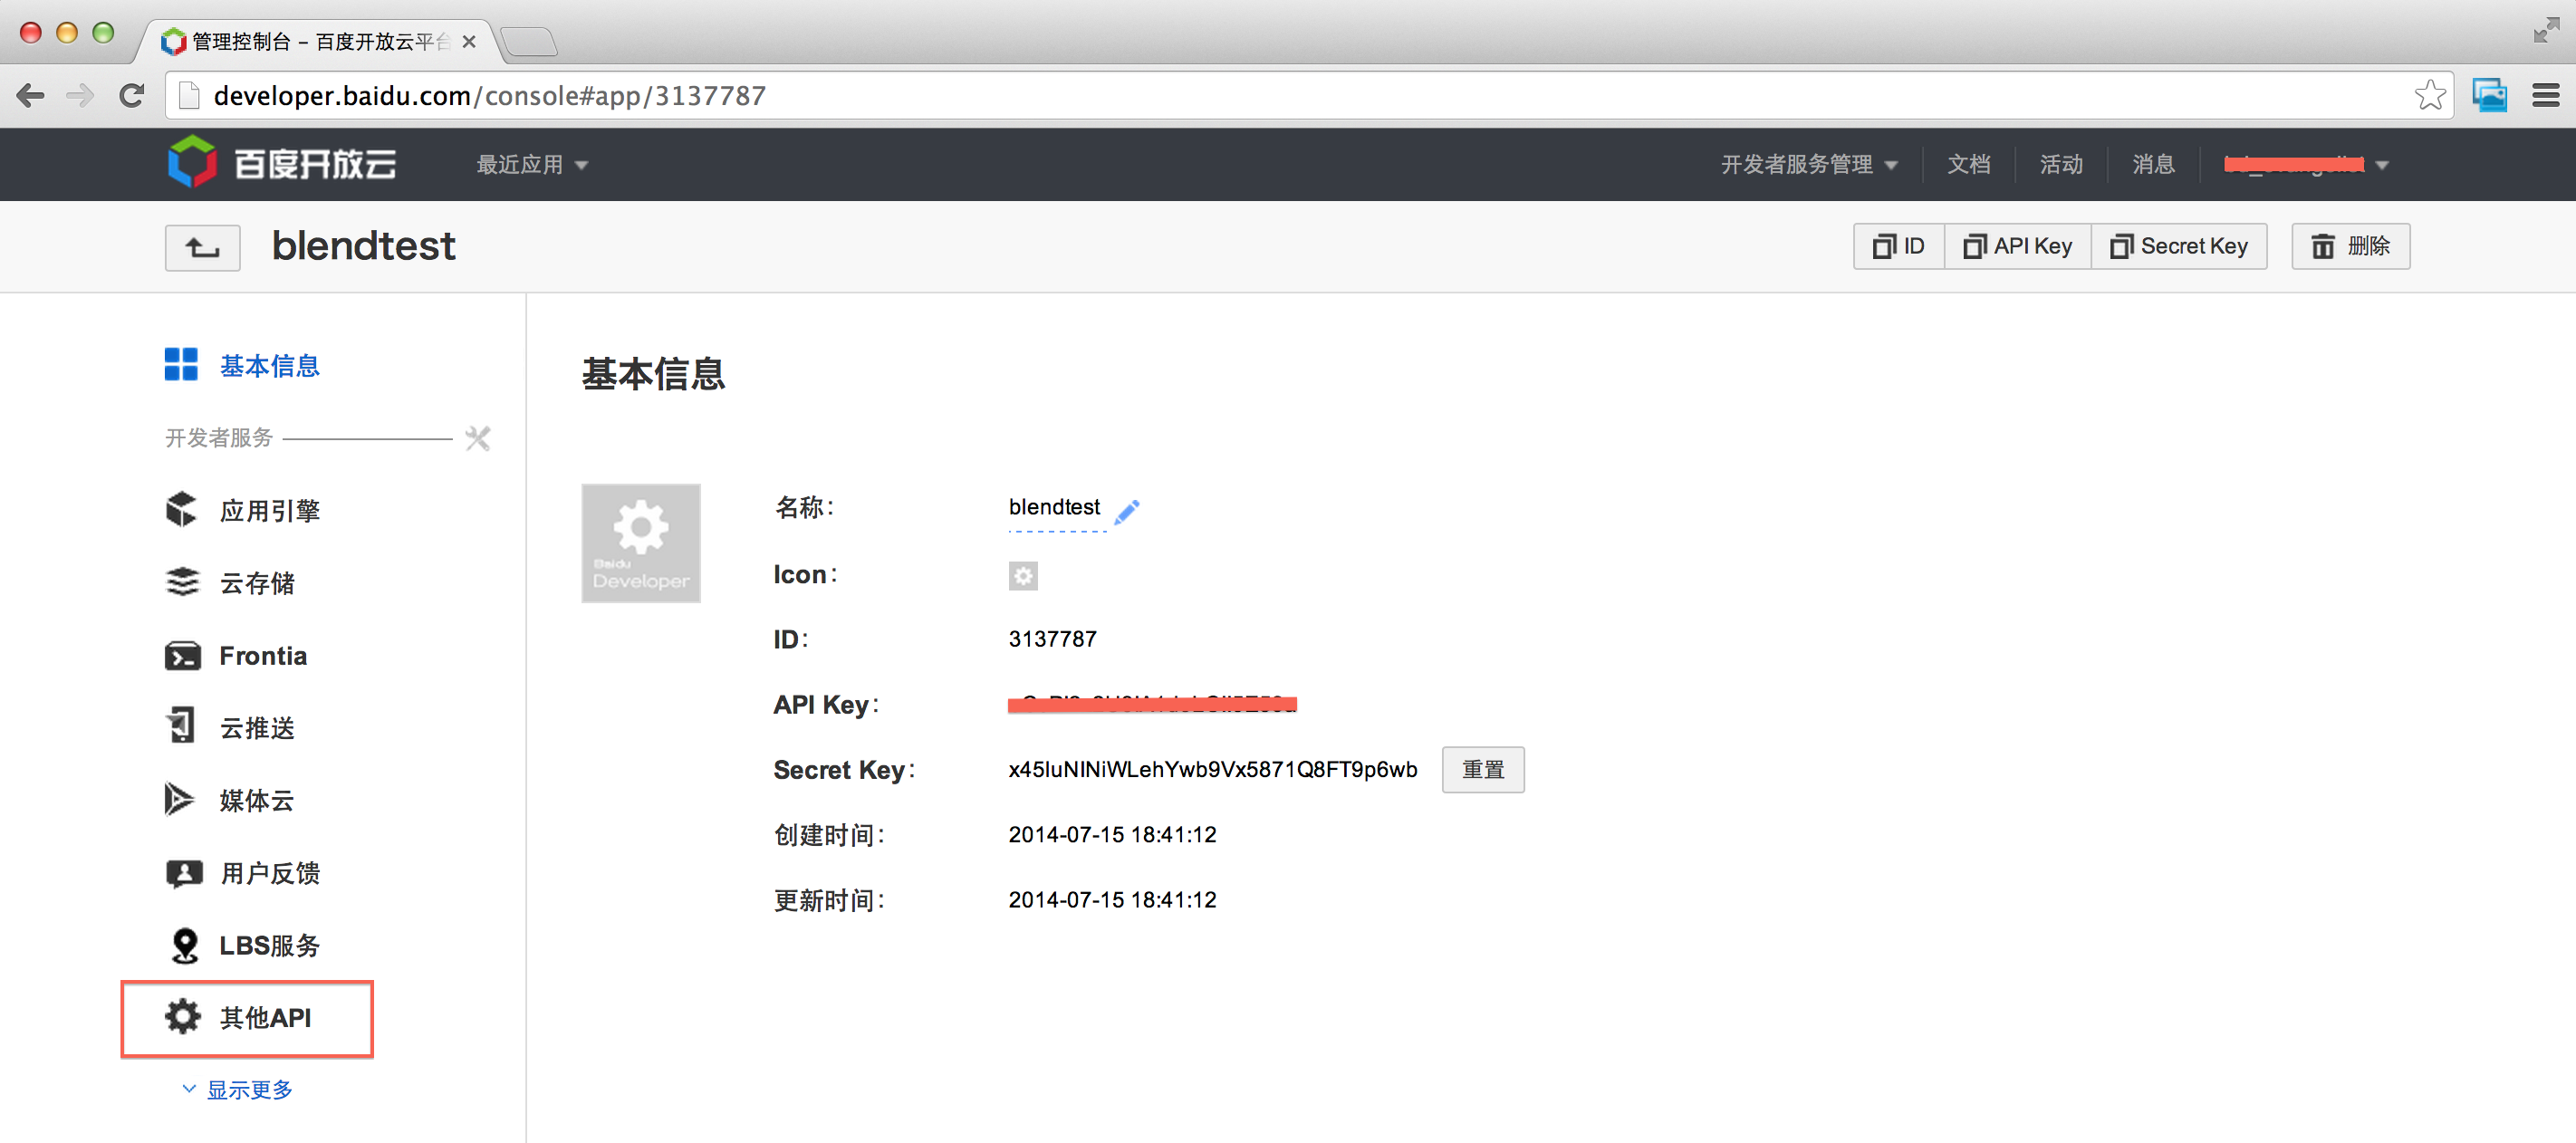 管理控制台 – 百度开放云平台
developer.baidu.com/console#app/3137787
百度开放云 最近应用 开发者服务管理 文档 活动 消息
blendtest ID API Key Secret Key 删除
基本信息
开发者服务
应用引擎
云存储
Frontia
云推送
媒体云
用户反馈
LBS服务
其他API
显示更多
基本信息
Baidu
Developer
名称: blendtest
Icon:
ID: 3137787
API Key:
Secret Key: x45IuNINiWLehYwb9Vx5871Q8FT9p6wb 重置
创建时间: 2014-07-15 18:41:12
更新时间: 2014-07-15 18:41:12